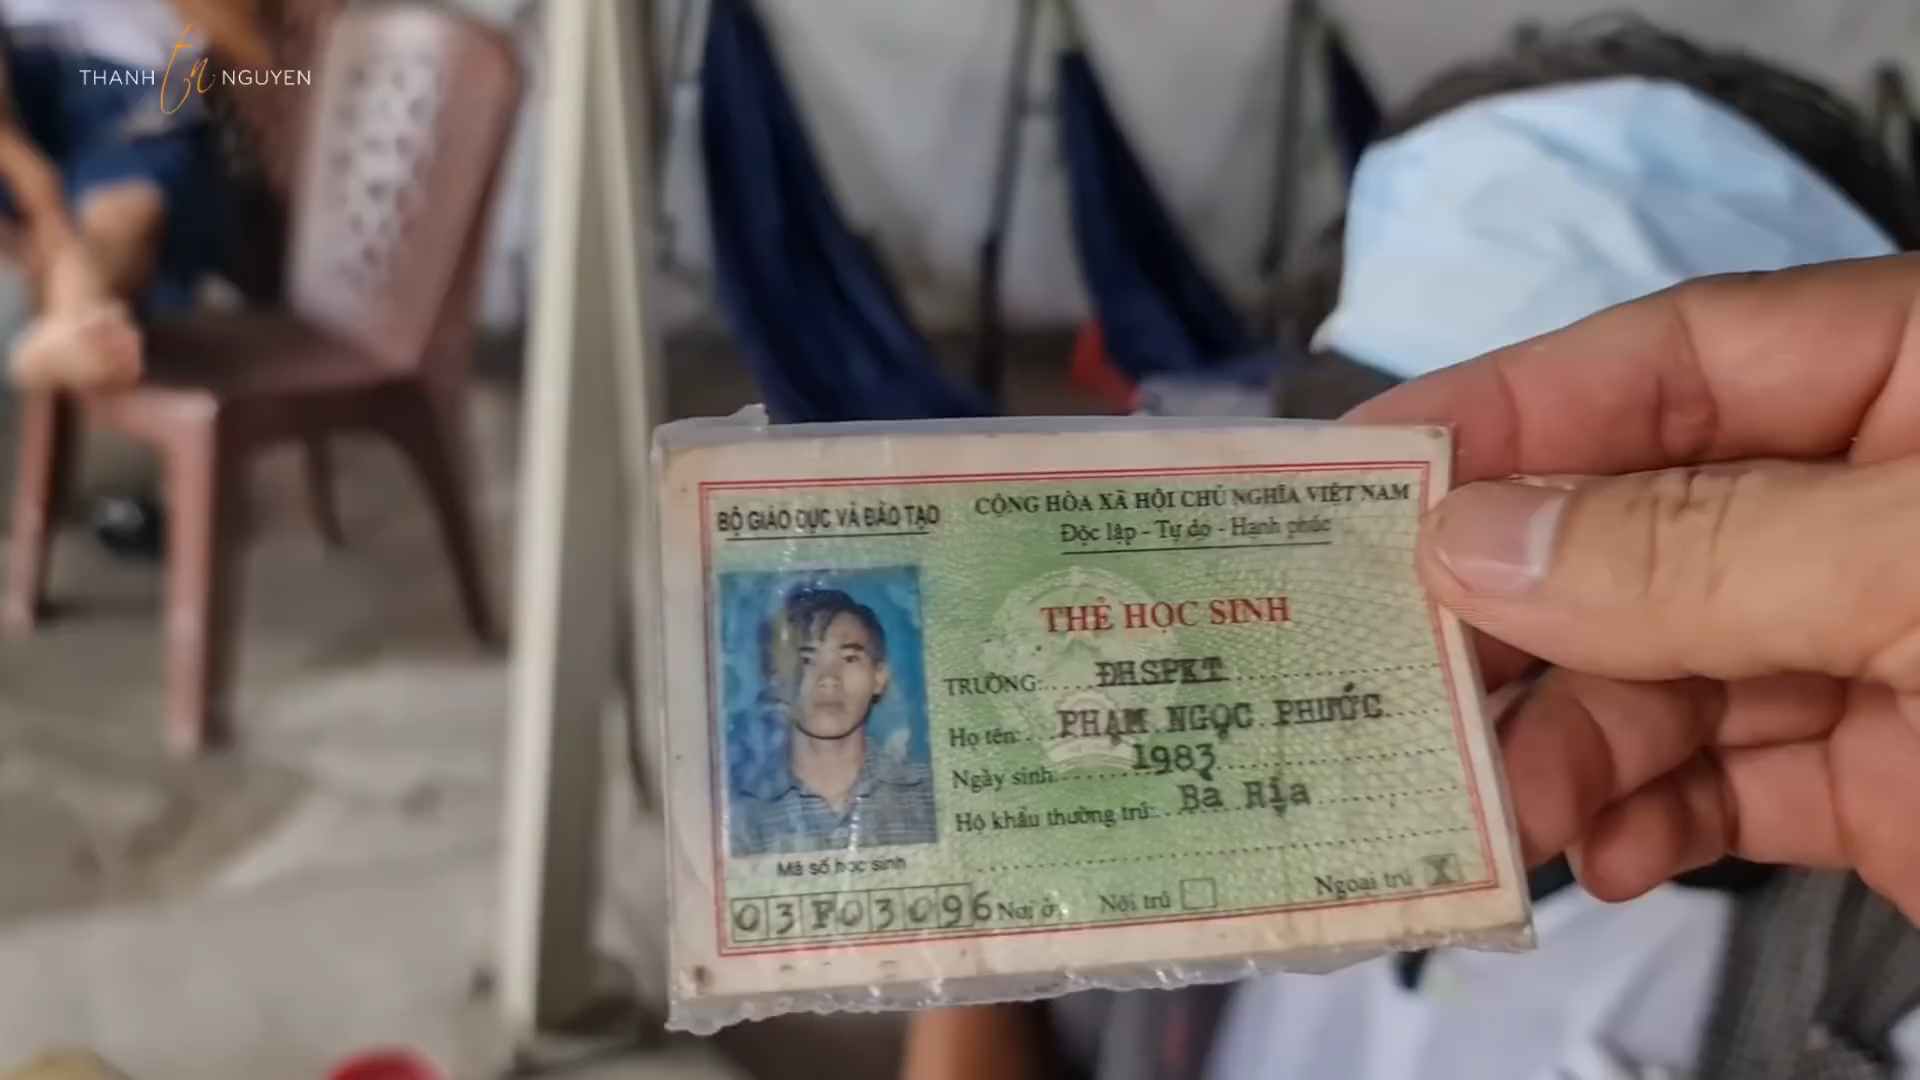 THANH tn NGUYEN
BỘ GIÁO DỤC VÀ ĐÀO TẠO
CỘNG HÒA XÃ HỘI CHỦ NGHĨA VIỆT NAM
Độc lập - Tự do - Hạnh phúc
THẺ HỌC SINH
TRƯỜNG: ĐHSPKT
Họ tên: PHẠM NGỌC PHƯỚC
Ngày sinh: 1983
Hộ khẩu thường trú: Bà Rịa
Mã số học sinh
03F03096 Nơi ở: Nội trú Ngoại trú X